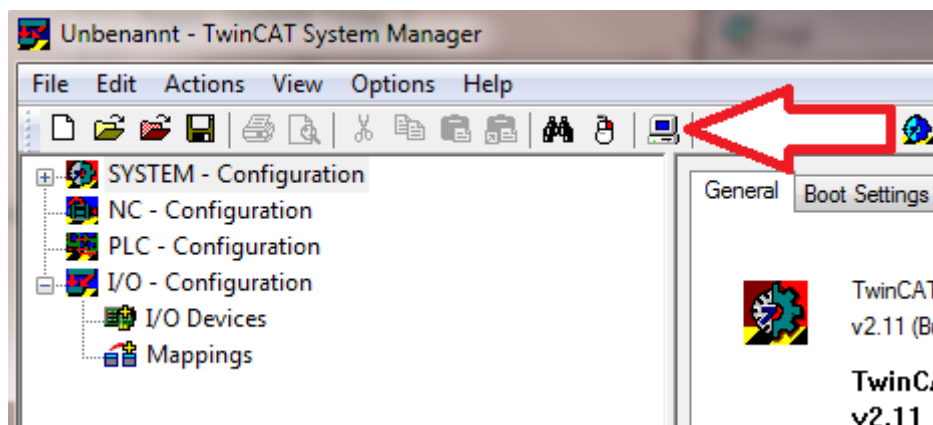 Unbenannt - TwinCAT System Manager
File Edit Actions View Options Help
SYSTEM - Configuration
NC - Configuration
PLC - Configuration
I/O - Configuration
I/O Devices
Mappings
General Boot Settings
TwinCAT
v2.11
v2.11